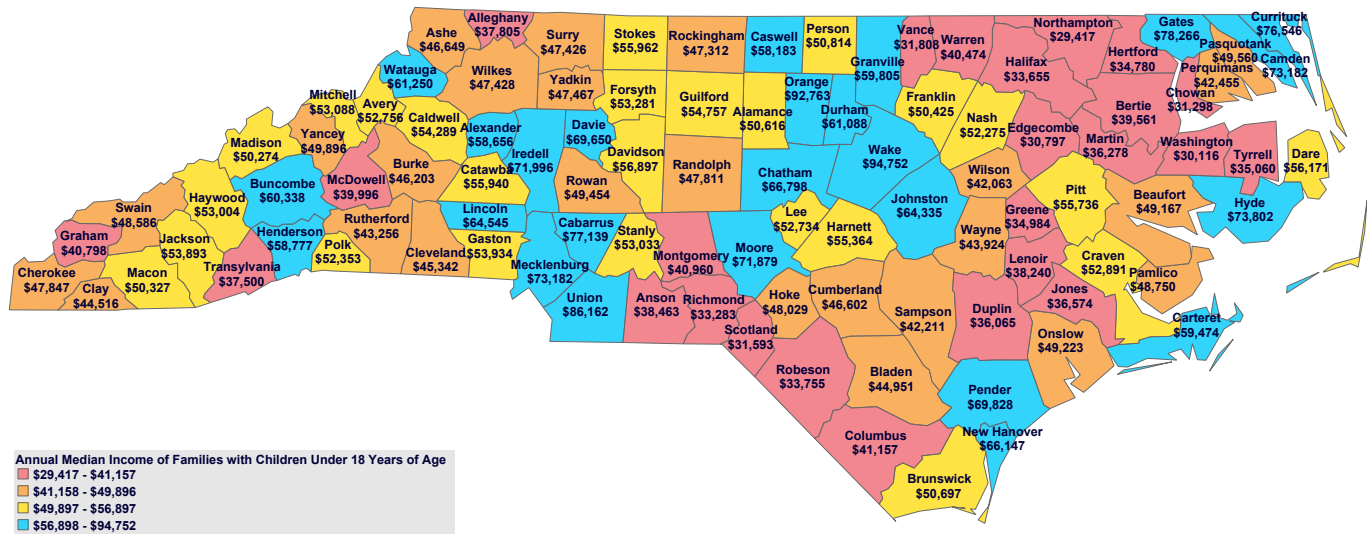 Alleghany
$37,805
Ashe
$46,649
Surry
$47,426
Stokes
$55,962
Rockingham
$47,312
Caswell
$58,183
Person
$50,814
Vance
$31,808
Warren
$40,474
Northampton
$29,417
Gates
$78,266
Currituck
$76,546
Pasquotank
$49,560
Camden
$73,182
Perquimans
$42,455
Chowan
$31,298
Hertford
$34,780
Halifax
$33,655
Granville
$59,805
Watauga
$61,250
Wilkes
$47,428
Yadkin
$47,467
Forsyth
$53,281
Guilford
$54,757
Alamance
$50,616
Orange
$92,763
Durham
$61,088
Franklin
$50,425
Nash
$52,275
Edgecombe
$30,797
Bertie
$39,561
Martin
$36,278
Washington
$30,116
Tyrrell
$35,060
Dare
$56,171
Mitchell
$53,088
Avery
$52,756
Caldwell
$54,289
Alexander
$58,656
Iredell
$71,996
Davie
$69,650
Davidson
$56,897
Randolph
$47,811
Chatham
$66,798
Wake
$94,752
Wilson
$42,063
Pitt
$55,736
Beaufort
$49,167
Hyde
$73,802
Madison
$50,274
Yancey
$49,896
McDowell
$39,996
Burke
$46,203
Catawba
$55,940
Rowan
$49,454
Johnston
$64,335
Greene
$34,984
Wayne
$43,924
Lenoir
$38,240
Craven
$52,891
Pamlico
$48,750
Jones
$36,574
Carteret
$59,474
Haywood
$53,004
Buncombe
$60,338
Swain
$48,586
Graham
$40,798
Jackson
$53,893
Henderson
$58,777
Rutherford
$43,256
Polk
$52,353
Cleveland
$45,342
Lincoln
$64,545
Gaston
$53,934
Cabarrus
$77,139
Stanly
$53,033
Montgomery
$40,960
Moore
$71,879
Lee
$52,734
Harnett
$55,364
Cherokee
$47,847
Clay
$44,516
Macon
$50,327
Transylvania
$37,500
Mecklenburg
$73,182
Union
$86,162
Anson
$38,463
Richmond
$33,283
Scotland
$31,593
Hoke
$48,029
Cumberland
$46,602
Sampson
$42,211
Duplin
$36,065
Onslow
$49,223
Robeson
$33,755
Bladen
$44,951
Pender
$69,828
New Hanover
$66,147
Columbus
$41,157
Brunswick
$50,697
Annual Median Income of Families with Children Under 18 Years of Age
$29,417 - $41,157
$41,158 - $49,896
$49,897 - $56,897
$56,898 - $94,752